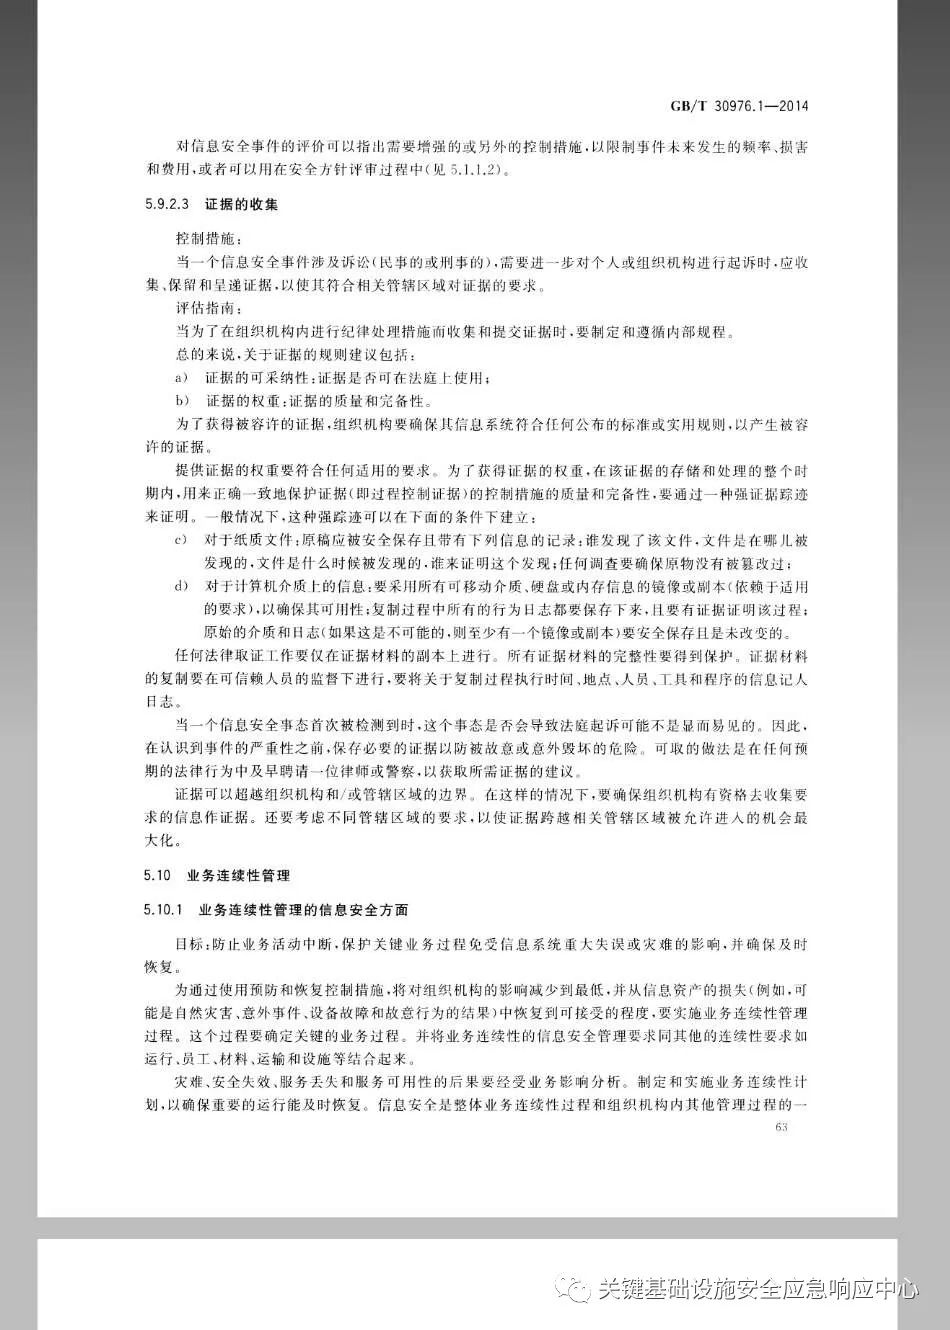 GB/T 30976.1—2014
对信息安全事件的评价可以指出需要增强的或另外的控制措施,以限制事件未来发生的频率、损害
和费用,或者可以用在安全方针评审过程中(见 5.1.1.2)。
5.9.2.3 证据的收集
控制措施:
当一个信息安全事件涉及诉讼(民事的或刑事的),需要进一步对个人或组织机构进行起诉时,应收
集、保留和呈递证据,以使其符合相关管辖区域对证据的要求。
评估指南:
当为了在组织机构内进行纪律处理措施而收集和提交证据时,要制定和遵循内部规程。
总的来说,关于证据的规则建议包括:
a) 证据的可采纳性:证据是否可在法庭上使用;
b) 证据的权重:证据的质量和完备性。
为了获得被容许的证据,组织机构要确保其信息系统符合任何公布的标准或实用规则,以产生被容
许的证据。
提供证据的权重要符合任何适用的要求。为了获得证据的权重,在该证据的存储和处理的整个时
期内,用来正确一致地保护证据(即过程控制证据)的控制措施的质量和完备性,要通过一种强证据踪迹
来证明。一般情况下,这种强踪迹可以在下面的条件下建立:
c) 对于纸质文件:原稿应被安全保存且带有下列信息的记录:谁发现了该文件,文件是在哪儿被
发现的,文件是什么时候被发现的,谁来证明这个发现;任何调查要确保原物没有被篡改过;
d) 对于计算机介质上的信息:要采用所有可移动介质、硬盘或内存信息的镜像或副本(依赖于适用
的要求),以确保其可用性;复制过程中所有的行为日志都要保存下来,且要有证据证明该过程;
原始的介质和日志(如果这是不可能的,则至少有一个镜像或副本)要安全保存且是未改变的。
任何法律取证工作要仅在证据材料的副本上进行。所有证据材料的完整性要得到保护。证据材料
的复制要在可信赖人员的监督下进行,要将关于复制过程执行时间、地点、人员、工具和程序的信息记人
日志。
当一个信息安全事态首次被检测到时,这个事态是否会导致法庭起诉可能不是显而易见的。因此,
在认识到事件的严重性之前,保存必要的证据以防被故意或意外毁坏的危险。可取的做法是在任何预
期的法律行为中及早聘请一位律师或警察,以获取所需证据的建议。
证据可以超越组织机构和/或管辖区域的边界。在这样的情况下,要确保组织机构有资格去收集要
求的信息作证据。还要考虑不同管辖区域的要求,以使证据跨越相关管辖区域被允许进入的机会最
大化。
5.10 业务连续性管理
5.10.1 业务连续性管理的信息安全方面
目标:防止业务活动中断,保护关键业务过程免受信息系统重大失误或灾难的影响,并确保及时
恢复。
为通过使用预防和恢复控制措施,将对组织机构的影响减少到最低,并从信息资产的损失(例如,可
能是自然灾害、意外事件、设备故障和故意行为的结果)中恢复到可接受的程度,要实施业务连续性管理
过程。这个过程要确定关键的业务过程。并将业务连续性的信息安全管理要求同其他的连续性要求如
运行、员工、材料、运输和设施等结合起来。
灾难、安全失效、服务丢失和服务可用性的后果要经受业务影响分析。制定和实施业务连续性计
划,以确保重要的运行能及时恢复。信息安全是整体业务连续性过程和组织机构内其他管理过程的一
63
关键基础设施安全应急响应中心